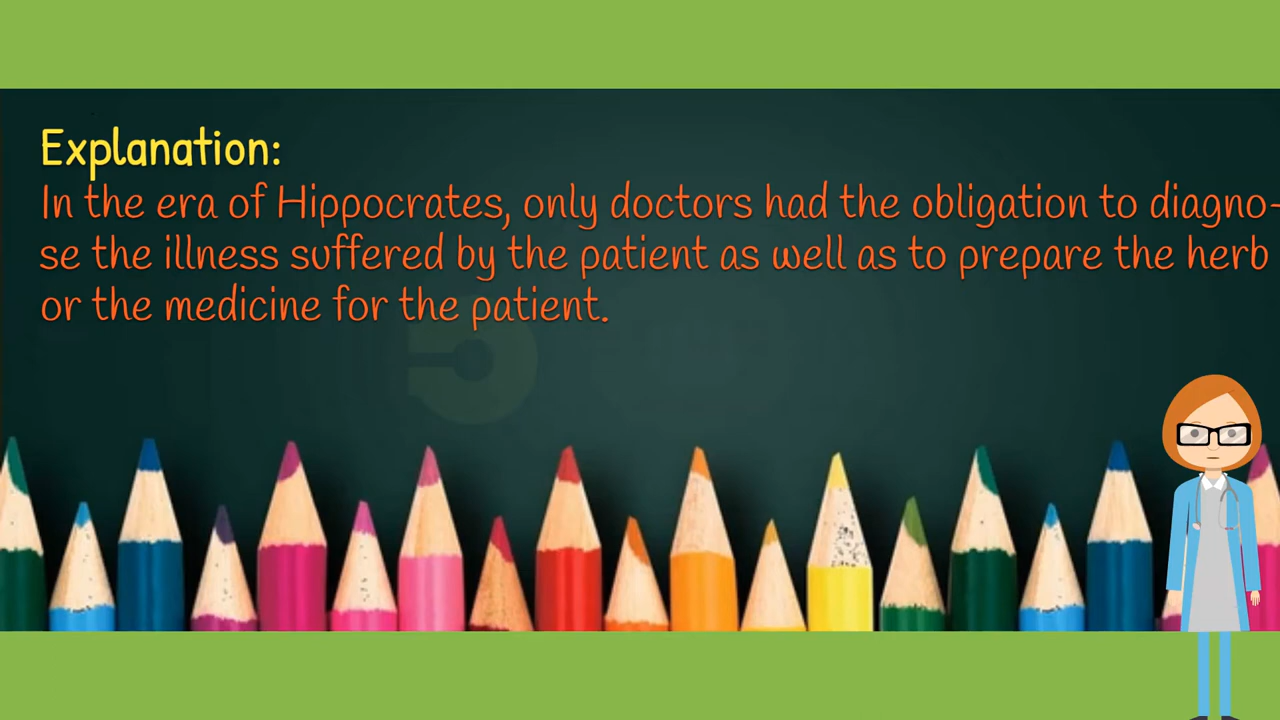 Explanation:
In the era of Hippocrates, only doctors had the obligation to diagno-
se the illness suffered by the patient as well as to prepare the herb
or the medicine for the patient.